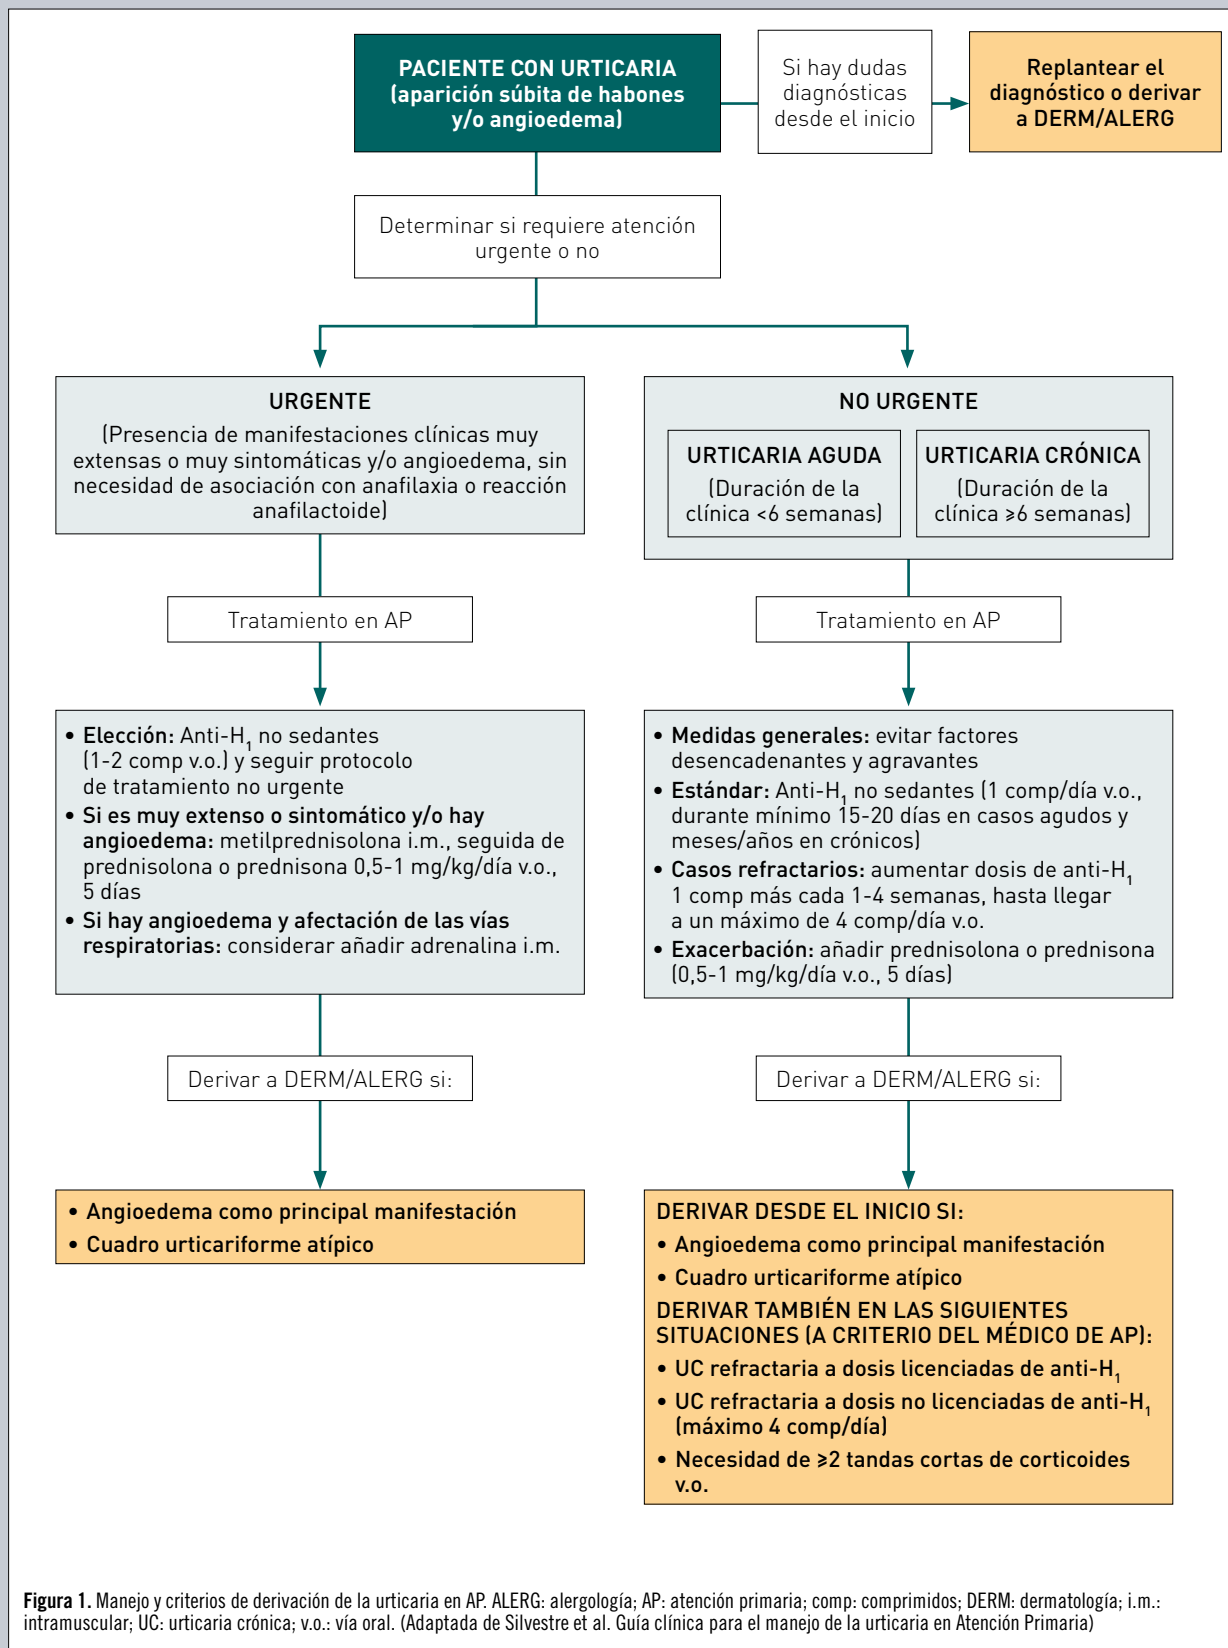 PACIENTE CON URTICARIA
(aparición súbita de habones
y/o angioedema)
Si hay dudas
diagnósticas
desde el inicio
Replantear el
diagnóstico o derivar
a DERM/ALERG
Determinar si requiere atención
urgente o no
URGENTE
(Presencia de manifestaciones clínicas muy
extensas o muy sintomáticas y/o angioedema, sin
necesidad de asociación con anafilaxia o reacción
anafilactoide)
NO URGENTE
URTICARIA AGUDA
(Duración de la
clínica <6 semanas)
URTICARIA CRÓNICA
(Duración de la
clínica ≥6 semanas)
Tratamiento en AP
Tratamiento en AP
• Elección: Anti-H₁ no sedantes
(1-2 comp v.o.) y seguir protocolo
de tratamiento no urgente
• Si es muy extenso o sintomático y/o hay
angioedema: metilprednisolona i.m., seguida de
prednisolona o prednisona 0,5-1 mg/kg/día v.o.,
5 días
• Si hay angioedema y afectación de las vías
respiratorias: considerar añadir adrenalina i.m.
• Medidas generales: evitar factores
desencadenantes y agravantes
• Estándar: Anti-H₁ no sedantes (1 comp/día v.o.,
durante mínimo 15-20 días en casos agudos y
meses/años en crónicos)
• Casos refractarios: aumentar dosis de anti-H₁
1 comp más cada 1-4 semanas, hasta llegar
a un máximo de 4 comp/día v.o.
• Exacerbación: añadir prednisolona o prednisona
(0,5-1 mg/kg/día v.o., 5 días)
Derivar a DERM/ALERG si:
Derivar a DERM/ALERG si:
• Angioedema como principal manifestación
• Cuadro urticariforme atípico
DERIVAR DESDE EL INICIO SI:
• Angioedema como principal manifestación
• Cuadro urticariforme atípico
DERIVAR TAMBIÉN EN LAS SIGUIENTES
SITUACIONES (A CRITERIO DEL MÉDICO DE AP):
• UC refractaria a dosis licenciadas de anti-H₁
• UC refractaria a dosis no licenciadas de anti-H₁
(máximo 4 comp/día)
• Necesidad de ≥2 tandas cortas de corticoides
v.o.
Figura 1. Manejo y criterios de derivación de la urticaria en AP. ALERG: alergología; AP: atención primaria; comp: comprimidos; DERM: dermatología; i.m.:
intramuscular; UC: urticaria crónica; v.o.: vía oral. (Adaptada de Silvestre et al. Guía clínica para el manejo de la urticaria en Atención Primaria)